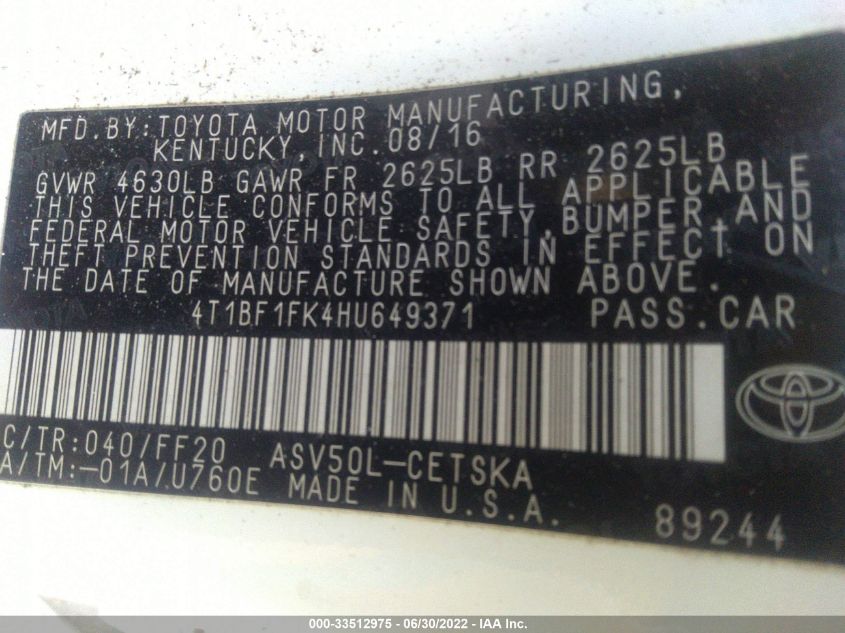 MFD.BY:TOYOTA MOTOR MANUFACTURING,
KENTUCKY, INC.08/16
GVWR 4630LB GAWR FR 2625LB RR 2625LB
THIS VEHICLE CONFORMS TO ALL APPLICABLE
FEDERAL MOTOR VEHICLE SAFETY,BUMPER,AND
THEFT PREVENTION STANDARDS IN EFFECT ON
THE DATE OF MANUFACTURE SHOWN ABOVE.
4T1BF1FK4HU649371 PASS.CAR
C/TR:040/FF20 ASV50L-CETSKA
A/TM:-01A/U760E MADE IN U.S.A.
89244
000-33512975 - 06/30/2022 - IAA Inc.